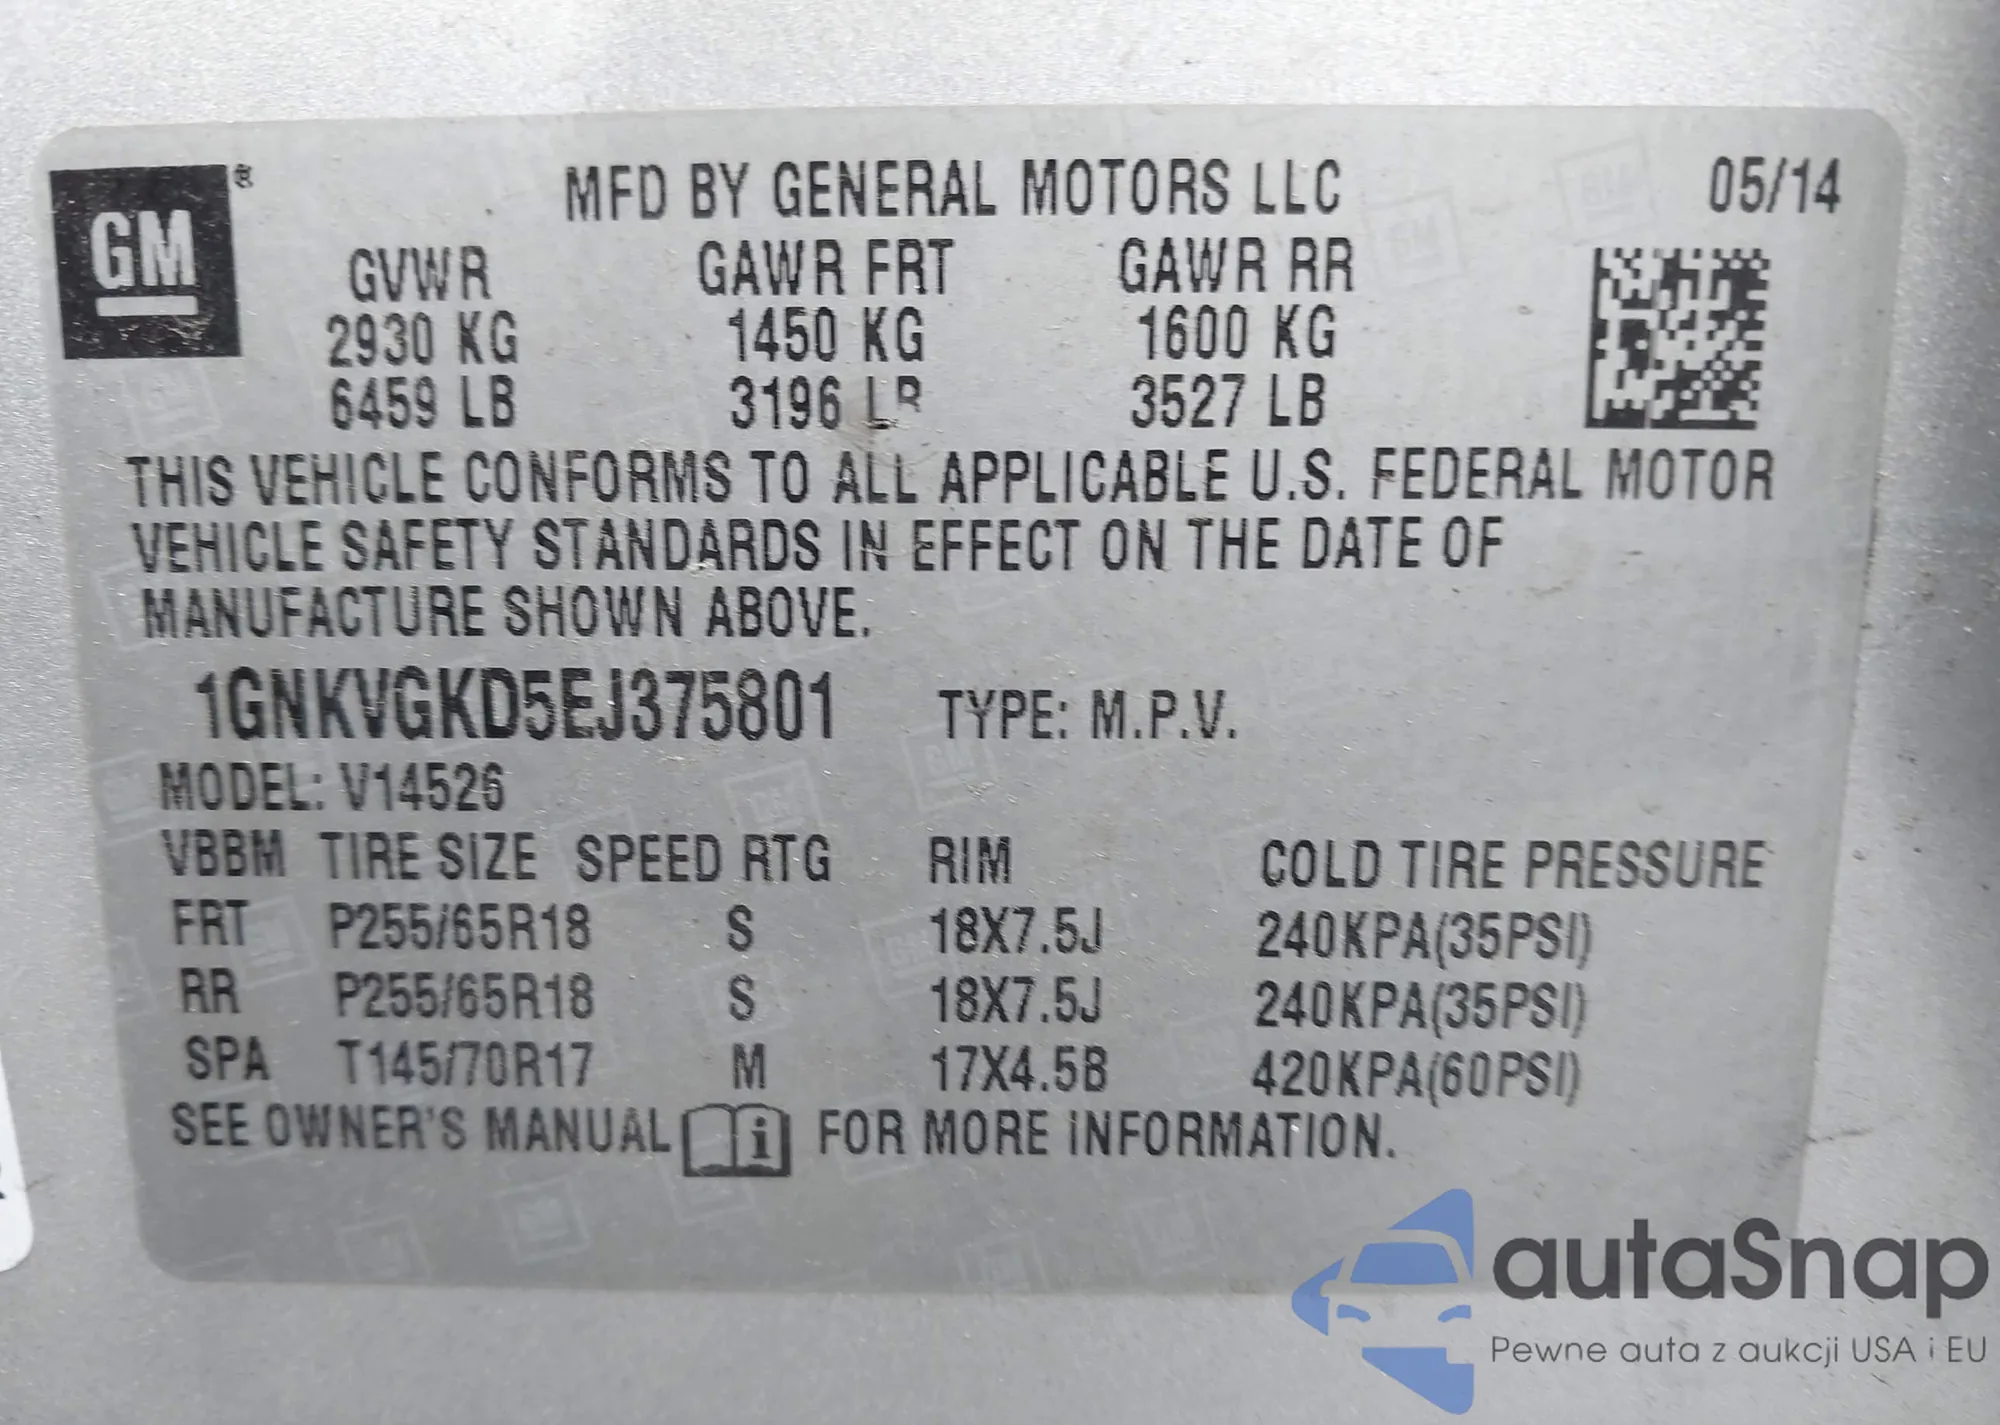 GM®
MFD BY GENERAL MOTORS LLC 05/14
GVWR GAWR FRT GAWR RR
2930 KG 1450 KG 1600 KG
6459 LB 3196 LB 3527 LB
THIS VEHICLE CONFORMS TO ALL APPLICABLE U.S. FEDERAL MOTOR
VEHICLE SAFETY STANDARDS IN EFFECT ON THE DATE OF
MANUFACTURE SHOWN ABOVE.
1GNKVGKD5EJ375801 TYPE: M.P.V.
MODEL: V14526
VBBM TIRE SIZE SPEED RTG RIM COLD TIRE PRESSURE
FRT P255/65R18 S 18X7.5J 240KPA(35PSI)
RR P255/65R18 S 18X7.5J 240KPA(35PSI)
SPA T145/70R17 M 17X4.5B 420KPA(60PSI)
SEE OWNER'S MANUAL i FOR MORE INFORMATION.
autaSnap
Pewne auta z aukcji USA i EU